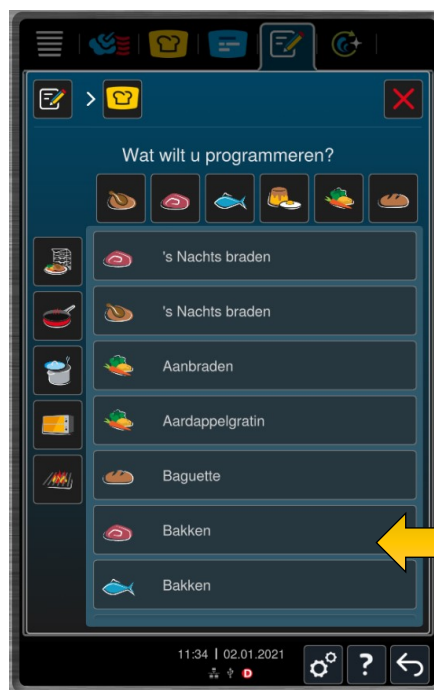 >
Wat wilt u programmeren?
's Nachts braden
's Nachts braden
Aanbraden
Aardappelgratin
Baguette
Bakken
Bakken
11:34 | 02.01.2021
D
?